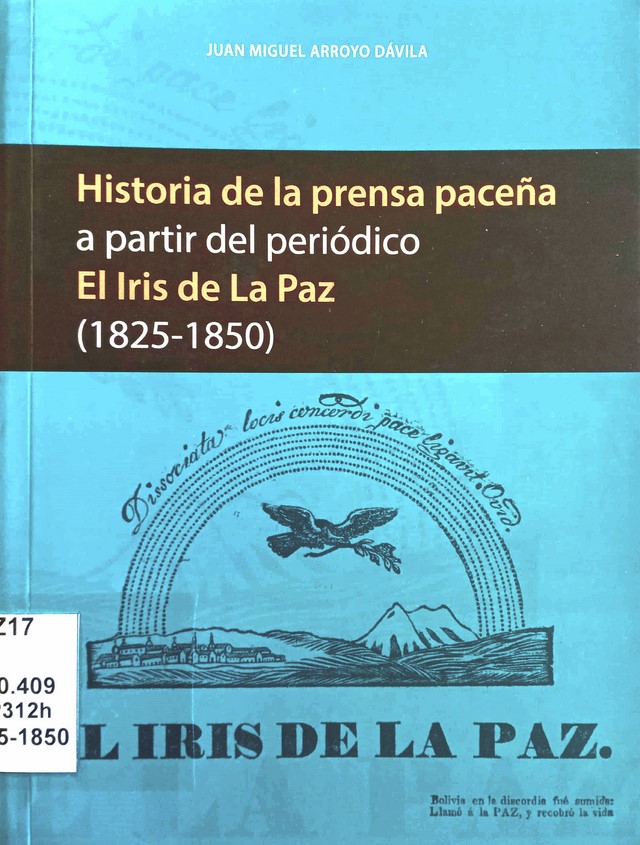 JUAN MIGUEL ARROYO DÁVILA
Historia de la prensa paceña
a partir del periódico
El Iris de La Paz
(1825-1850)
Dissociata locis concordi pace ligavit. Ovid.
Z17
0.409
312h
5-1850
L IRIS DE LA PAZ.
Bolivia en la discordia fué sumida:
Llamó á la PAZ, y recobró la vida